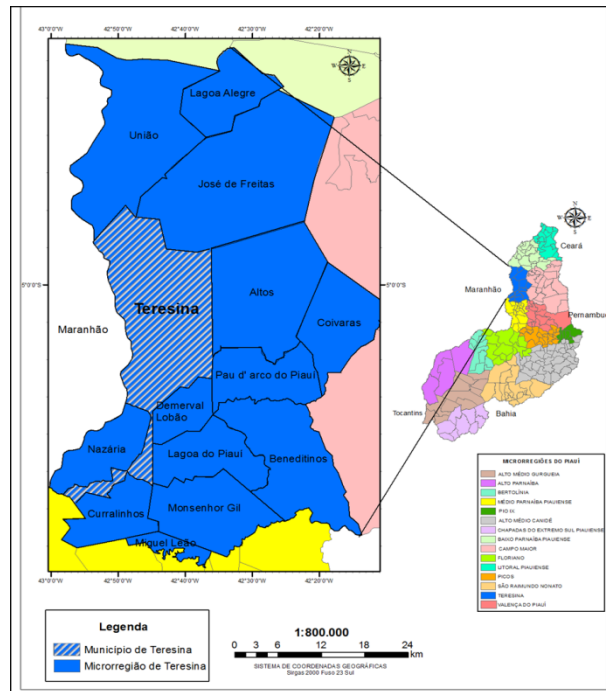 43°0'0"W 42°50'0"W 42°40'0"W 42°30'0"W 42°20'0"W
N
W E
S
Lagoa Alegre
União
José de Freitas
5°0'0"S
5°0'0"S
Teresina
Altos
Maranhão
Coivaras
Pau d' arco do Piauí
Demerval
Lobão
Nazária
Lagoa do Piauí
Beneditinos
Curralinhos
Monsenhor Gil
Miguel Leão
43°0'0"W 42°50'0"W 42°40'0"W 42°30'0"W 42°20'0"W
N
W E
S
Ceará
Maranhão
Pernambu
Tocantins
Bahia
MICRORREGIÕES DO PIAUÍ
ALTO MÉDIO GURGUEIA
ALTO PARNAÍBA
BERTOLÍNIA
MÉDIO PARNAÍBA PIAUIENSE
PIO IX
ALTO MÉDIO CANIDÉ
CHAPADAS DO EXTREMO SUL PIAUIENSE
BAIXO PARNAÍBA PIAUIENSE
CAMPO MAIOR
FLORIANO
LITORAL PIAUIENSE
PICOS
SÃO RAIMUNDO NONATO
TERESINA
VALENÇA DO PIAUÍ
Legenda
Município de Teresina
Microrregião de Teresina
1:800.000
0 3 6 12 18 24
km
SISTEMA DE COORDENADAS GEOGRÁFICAS
Sirgas 2000 Fuso 23 Sul